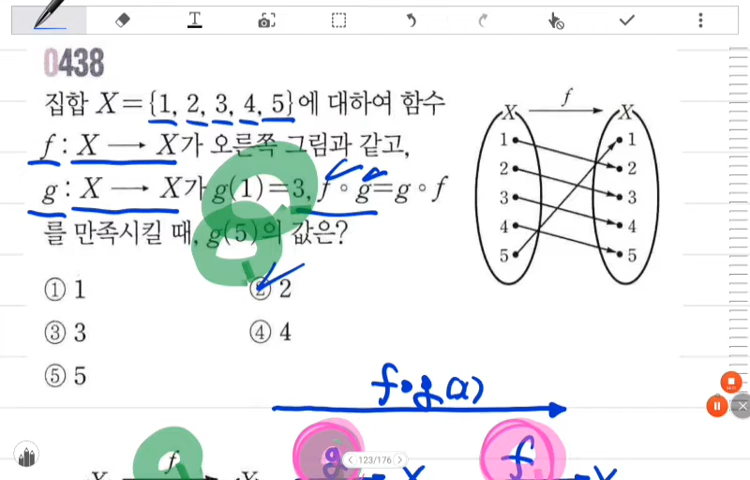 T
0438
집합 X={1, 2, 3, 4, 5}에 대하여 함수
f : X → X가 오른쪽 그림과 같고,
g : X → X가 g(1)=3, f∘g=g∘f
를 만족시킬 때, g(5)의 값은?
① 1
② 2
③ 3
④ 4
⑤ 5
f
X X
1 1
2 2
3 3
4 4
5 5
f∘g(x)
f g f
X X X X
123/176